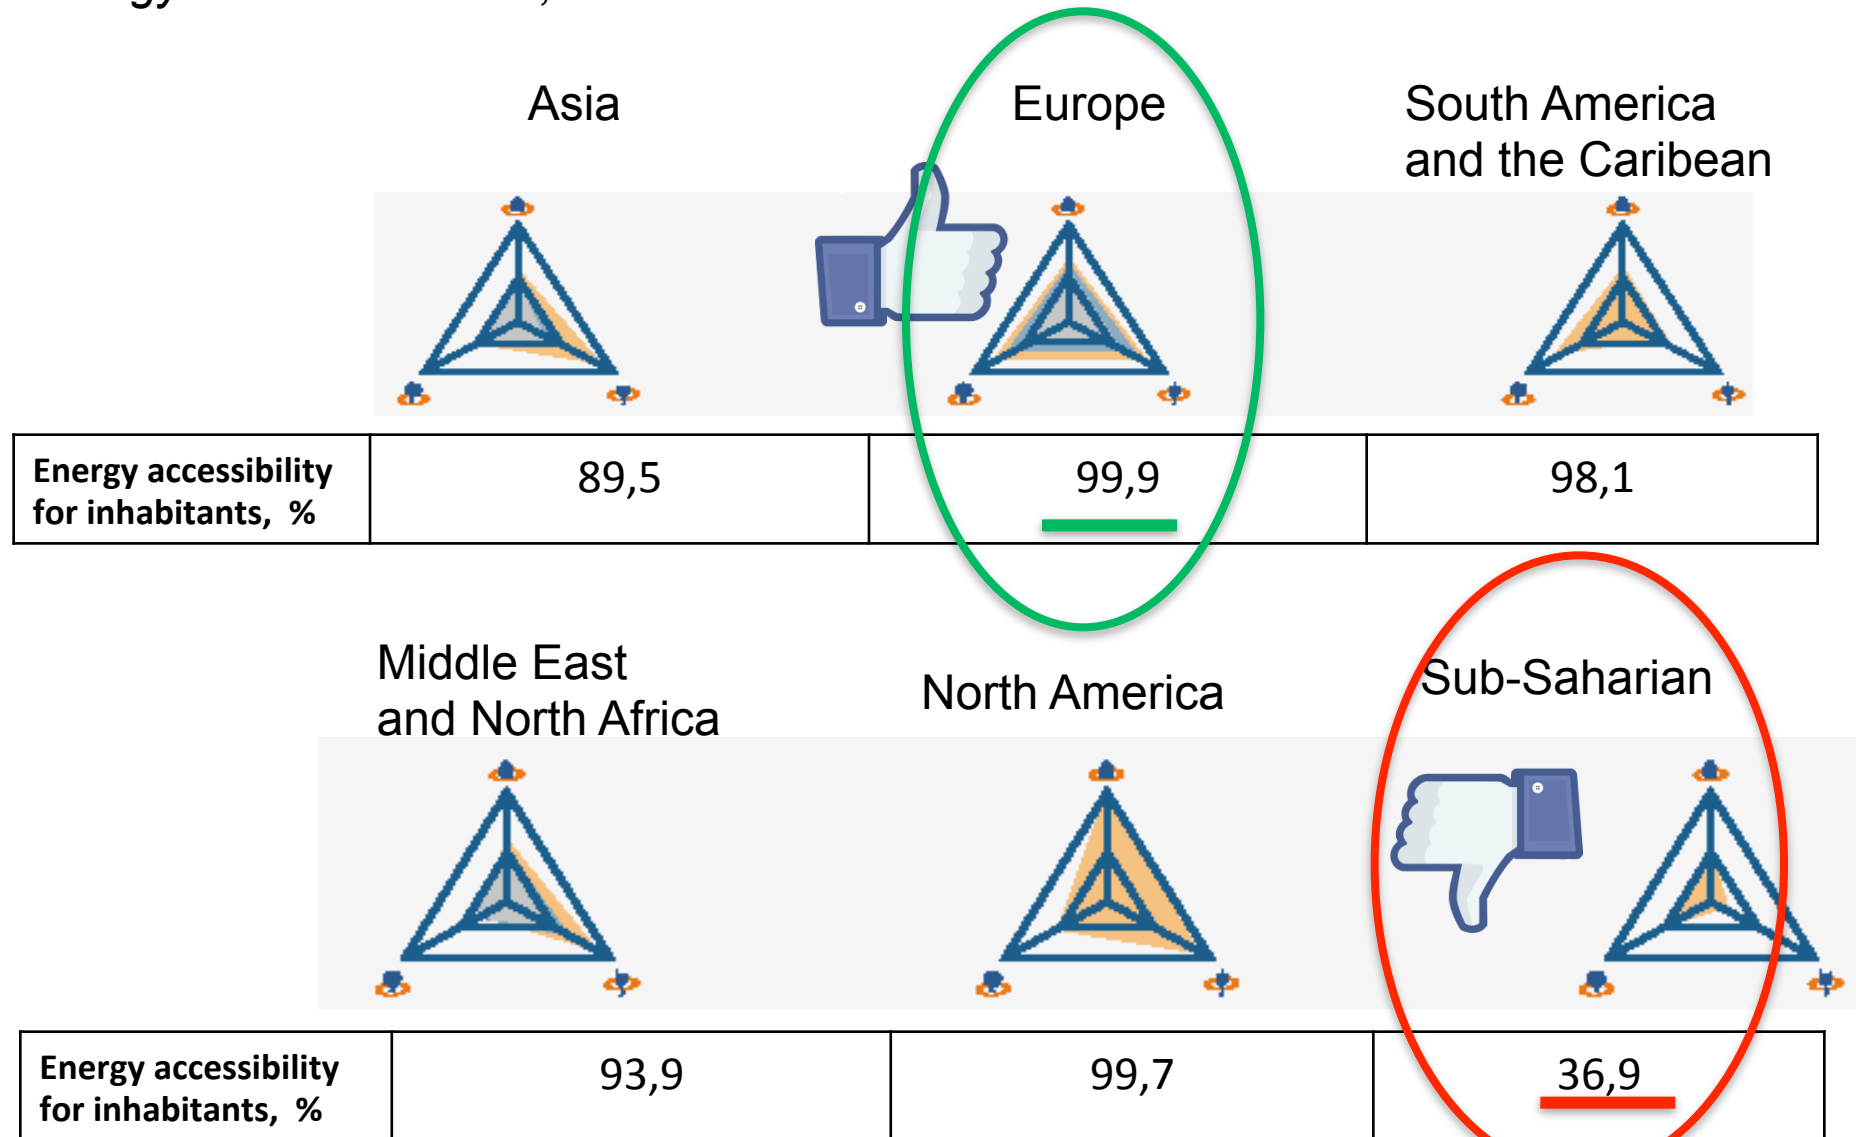 Asia
Europe
South America
and the Caribean
Energy accessibility
for inhabitants, %
89,5
99,9
98,1
Middle East
and North Africa
North America
Sub-Saharian
Energy accessibility
for inhabitants, %
93,9
99,7
36,9